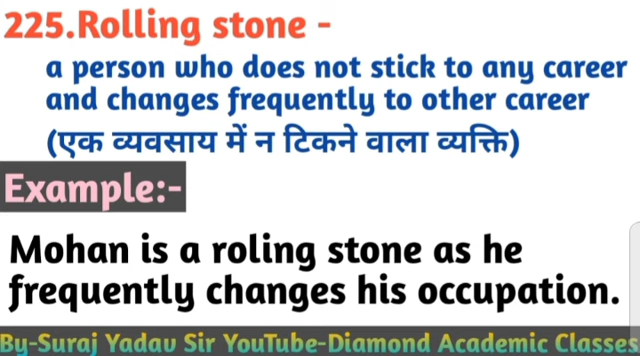 225.Rolling stone -
a person who does not stick to any career
and changes frequently to other career
(एक व्यवसाय में न टिकने वाला व्यक्ति)
Example:-
Mohan is a roling stone as he
frequently changes his occupation.
By-Suraj Yadav Sir YouTube-Diamond Academic Classes